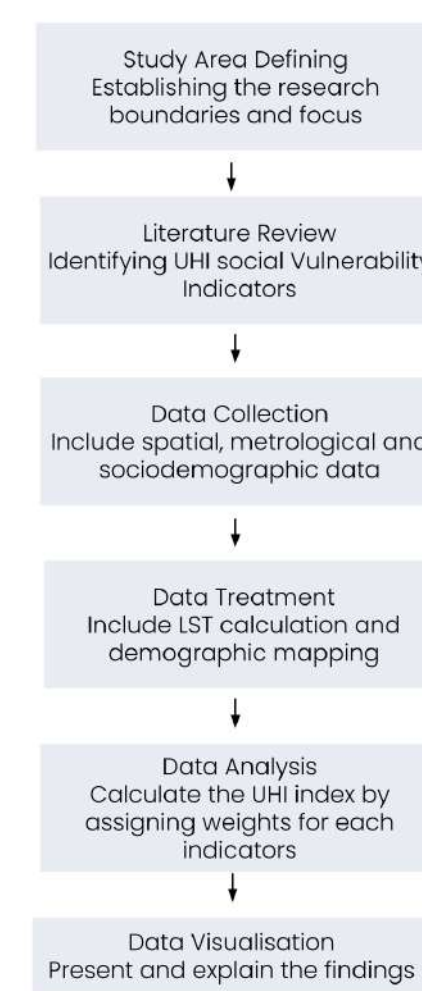 Study Area Defining
Establishing the research
boundaries and focus
Literature Review
Identifying UHI social Vulnerability
Indicators
Data Collection
Include spatial, metrological and
sociodemographic data
Data Treatment
Include LST calculation and
demographic mapping
Data Analysis
Calculate the UHI index by
assigning weights for each
indicators
Data Visualisation
Present and explain the findings